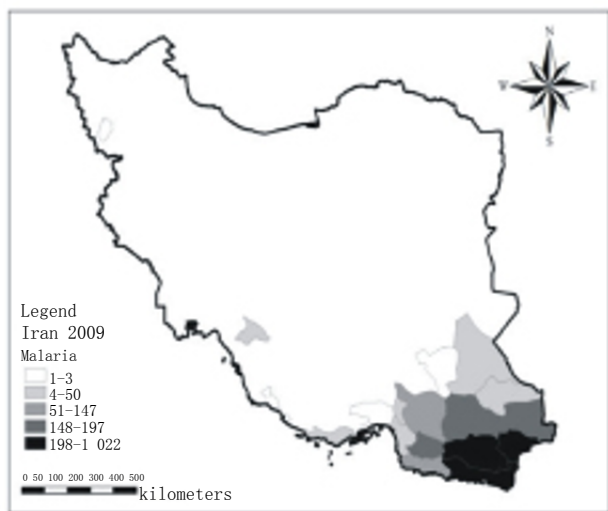 N
W E
S
Legend
Iran 2009
Malaria
1-3
4-50
51-147
148-197
198-1 022
0 50 100 200 300 400 500
kilometers